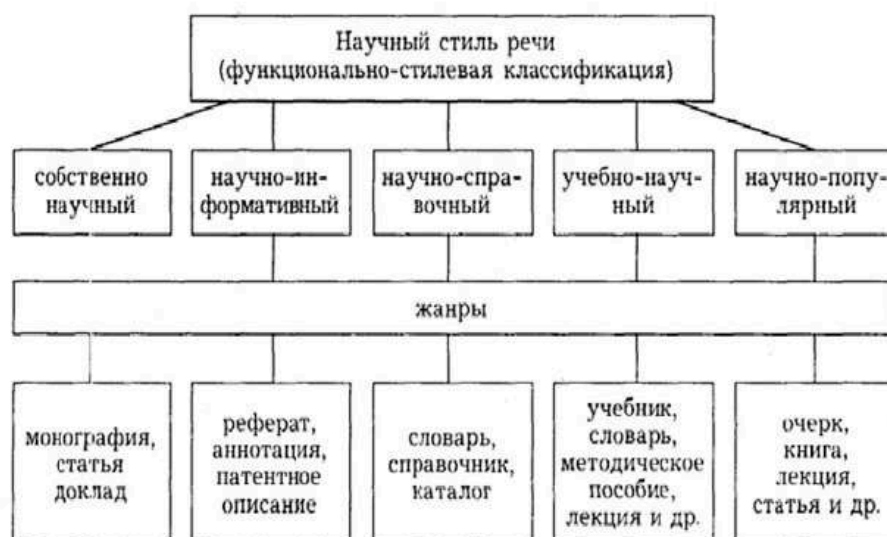 Научный стиль речи
(функционально-стилевая классификация)
собственно
научный
научно-ин-
формативный
научно-спра-
вочный
учебно-науч-
ный
научно-попу-
лярный
жанры
монография,
статья
доклад
реферат,
аннотация,
патентное
описание
словарь,
справочник,
каталог
учебник,
словарь,
методическое
пособие,
лекция и др.
очерк,
книга,
лекция,
статья и др.